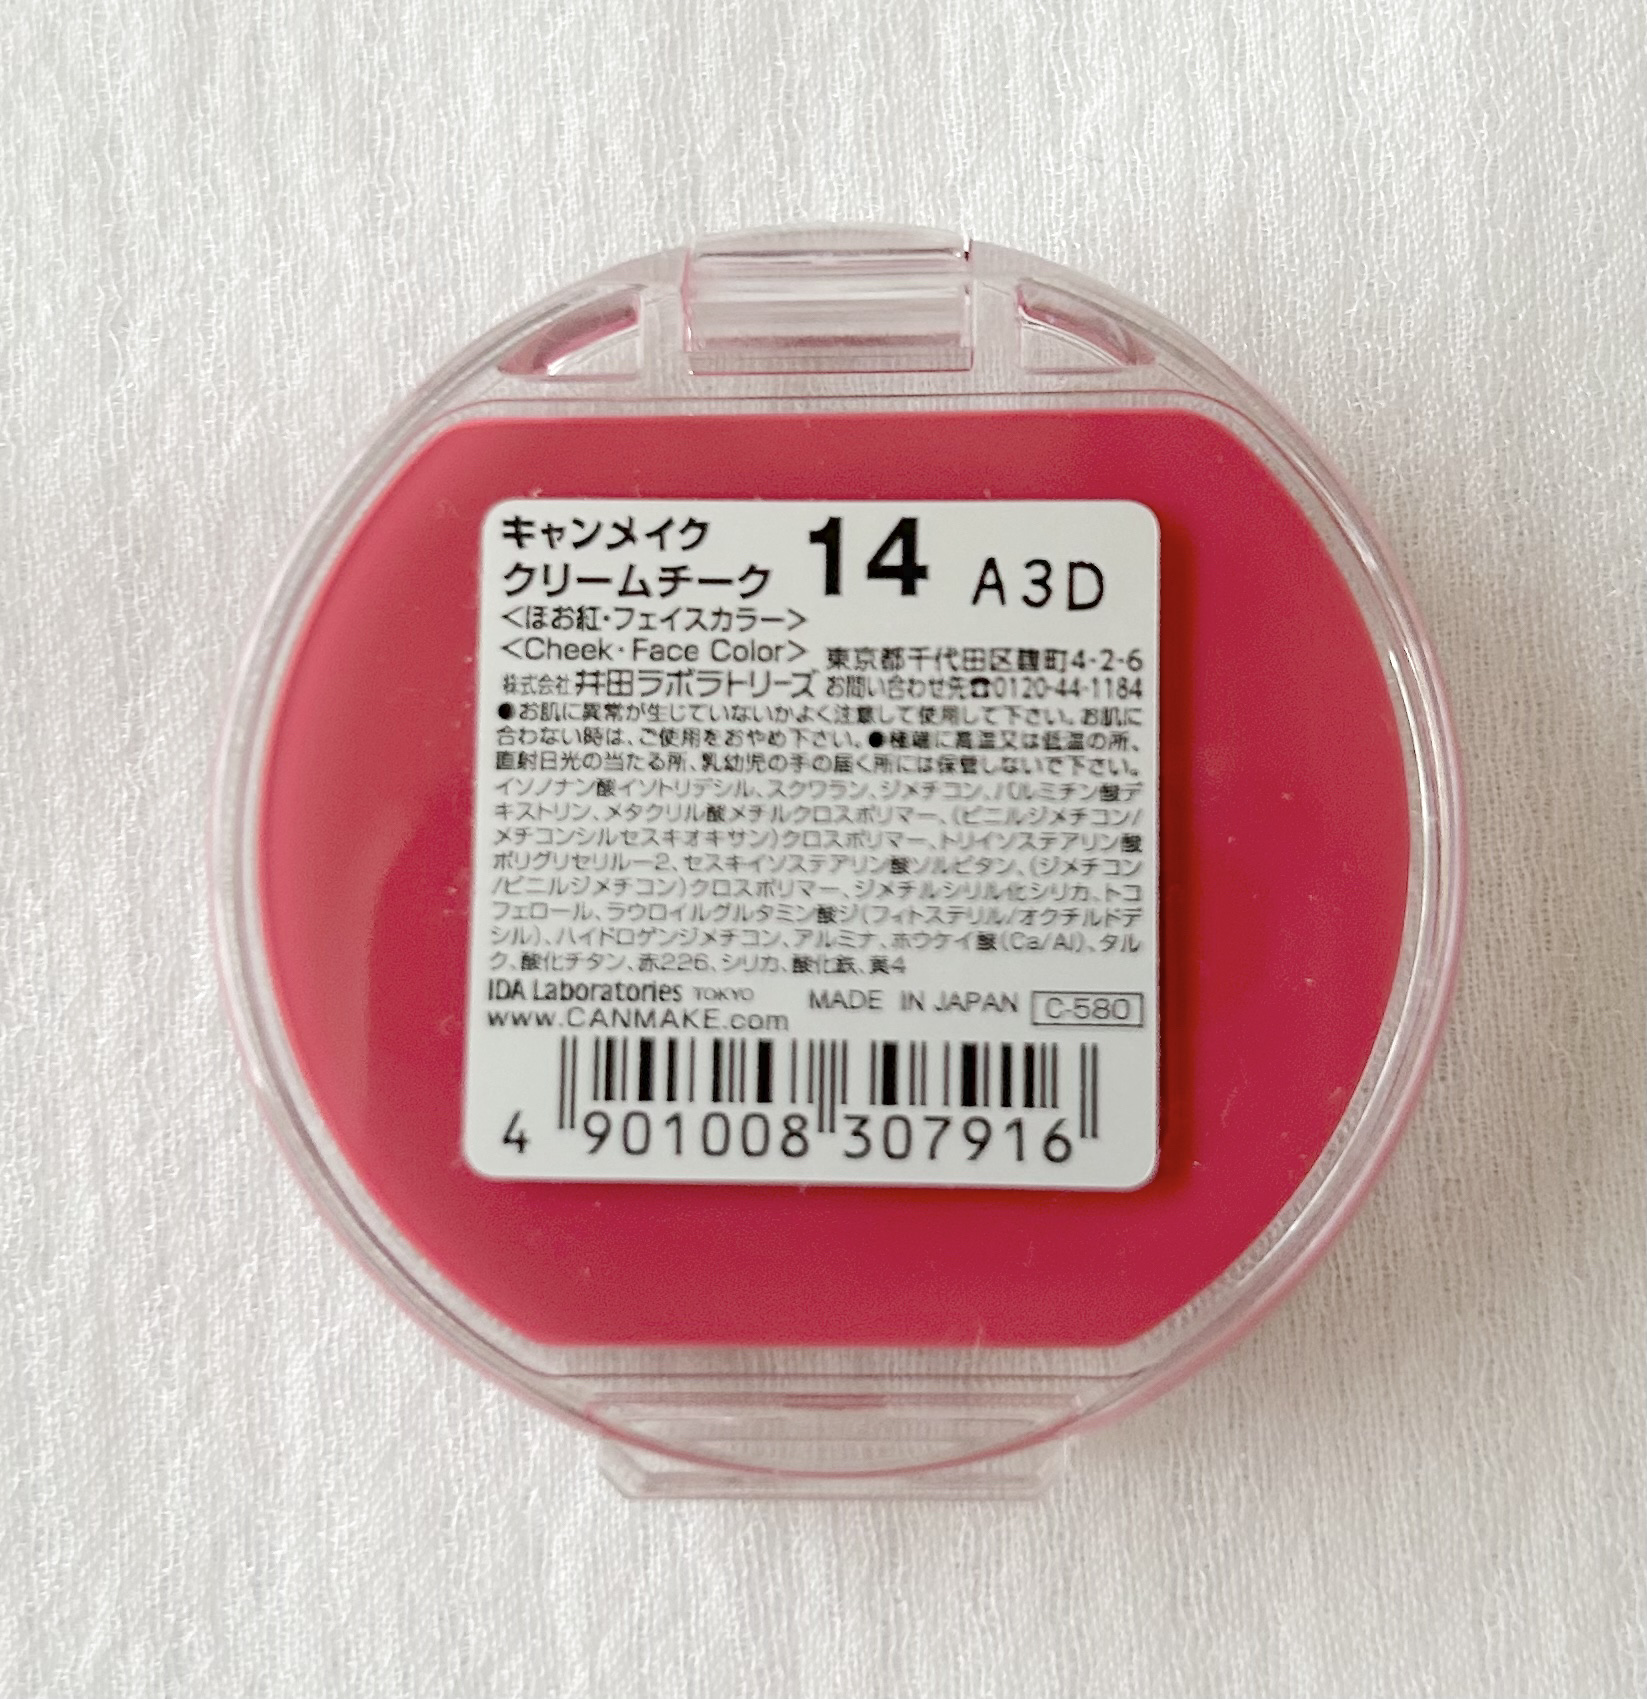 キャンメイク
クリームチーク
14 A3D
<ほお紅・フェイスカラー>
<Cheek・Face Color>
東京都千代田区麹町4-2-6
株式会社井田ラボラトリーズ お問い合わせ先☎0120-44-1184
●お肌に異常が生じていないかよく注意して使用して下さい。お肌に
合わない時は、ご使用をおやめ下さい。●極端に高温又は低温の所、
直射日光の当たる所、乳幼児の手の届く所には保管しないで下さい。
イソノナン酸イソトリデシル、スクワラン、ジメチコン、パルミチン酸デ
キストリン、メタクリル酸メチルクロスポリマー、(ビニルジメチコン/
メチコンシルセスキオキサン)クロスポリマー、トリイソステアリン酸
ポリグリセリル-2、セスキイソステアリン酸ソルビタン、(ジメチコン
/ビニルジメチコン)クロスポリマー、ジメチルシリル化シリカ、トコ
フェロール、ラウロイルグルタミン酸ジ(フィトステリル/オクチルドデ
シル)、ハイドロゲンジメチコン、アルミナ、ホウケイ酸(Ca/Al)、タル
ク、酸化チタン、赤226、シリカ、酸化鉄、黄4
IDA Laboratories TOKYO MADE IN JAPAN C-580
www.CANMAKE.com
4 901008 307916